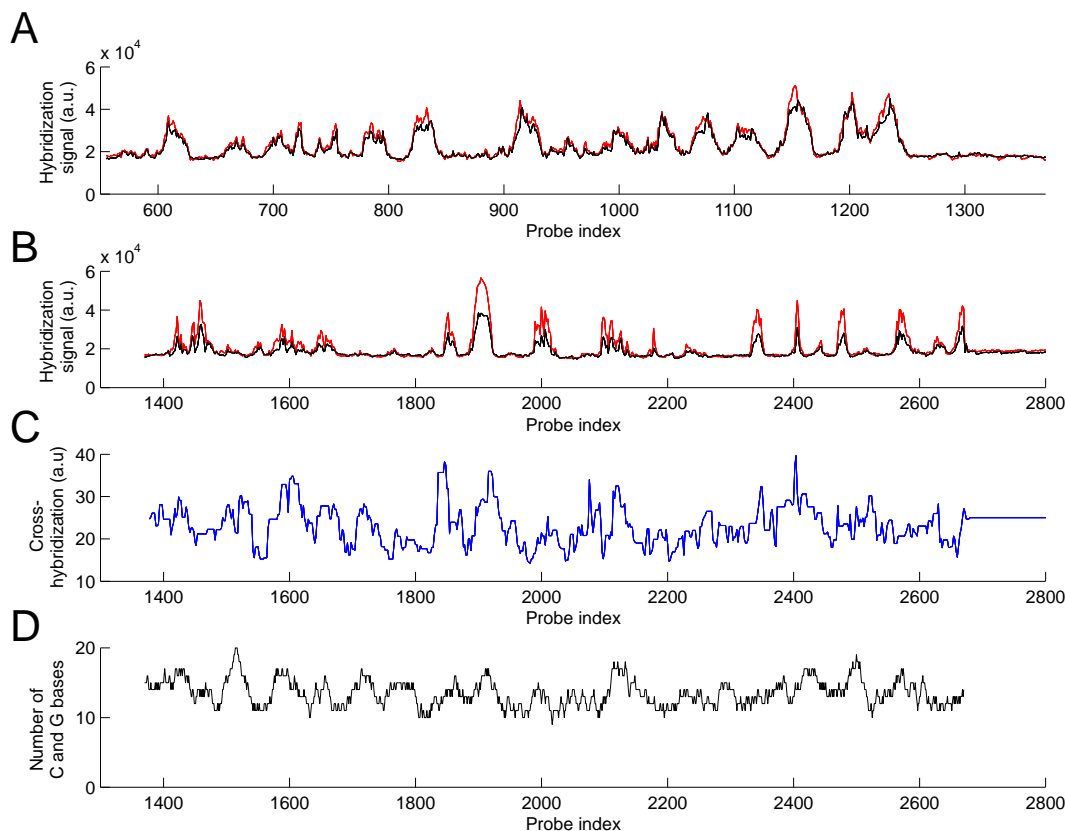 A
x 10^4
Hybridization
signal (a.u.)
6
4
2
0
600 700 800 900 1000 1100 1200 1300
Probe index
B
x 10^4
Hybridization
signal (a.u.)
6
4
2
0
1400 1600 1800 2000 2200 2400 2600 2800
Probe index
C
Cross-
hybridization (a.u)
40
30
20
10
1400 1600 1800 2000 2200 2400 2600 2800
Probe index
D
Number of
C and G bases
20
10
0
1400 1600 1800 2000 2200 2400 2600 2800
Probe index